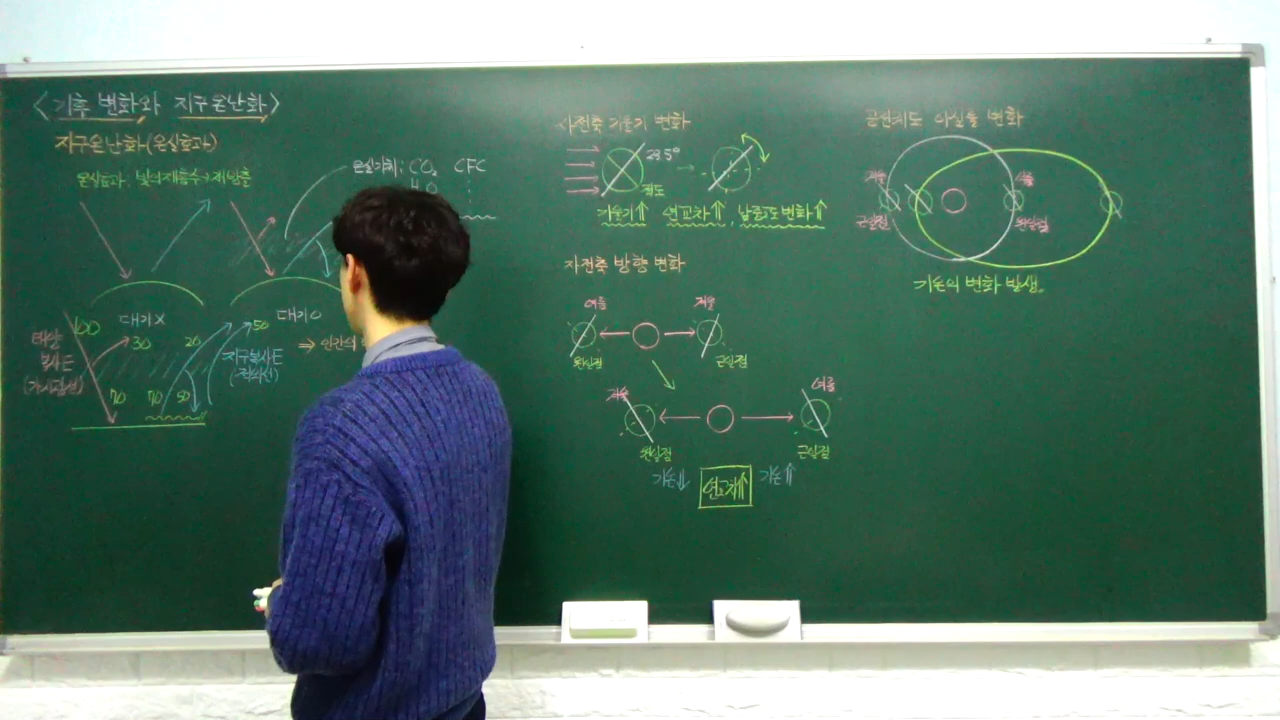 <기후 변화와 지구온난화>
지구온난화(온실효과)
온실효과: 빛의 재흡수→재방출
온실기체: CO₂ CFC
H₂O
대기X
대기O
태양
복사E
(가시광선)
100
30
20
70
70
50
50
지구복사E
(적외선)
⇒ 인간의
자전축 기울기 변화
23.5°
→
적도
기울기⇑ 연교차⇑, 남중고도변화⇑
자전축 방향 변화
여름
겨울
원일점
근일점
겨울
여름
원일점
근일점
기온⇓
연교차⇑
기온⇑
공전궤도 이심률 변화
겨울
여름
근일점
원일점
기온의 변화 발생.